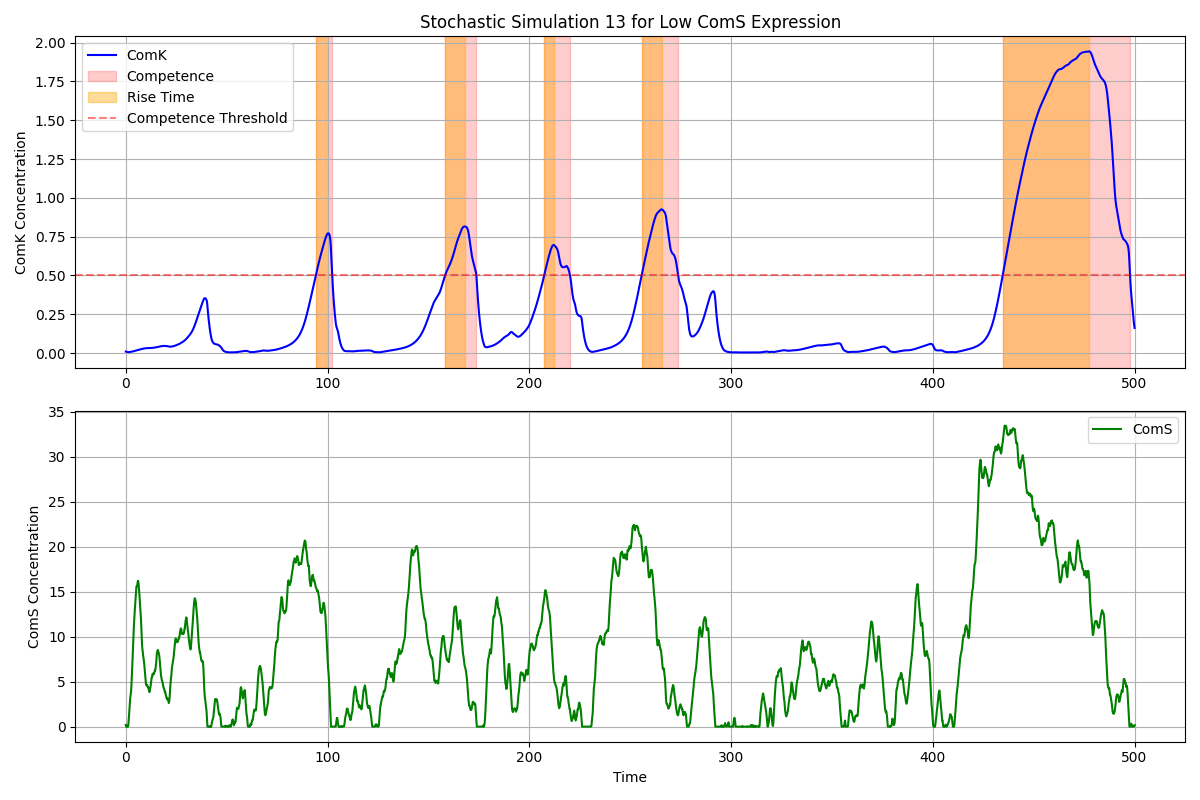 Stochastic Simulation 13 for Low ComS Expression
ComK Concentration
2.00
1.75
1.50
1.25
1.00
0.75
0.50
0.25
0.00
ComK
Competence
Rise Time
Competence Threshold
0 100 200 300 400 500
ComS Concentration
35
30
25
20
15
10
5
0
ComS
0 100 200 300 400 500
Time